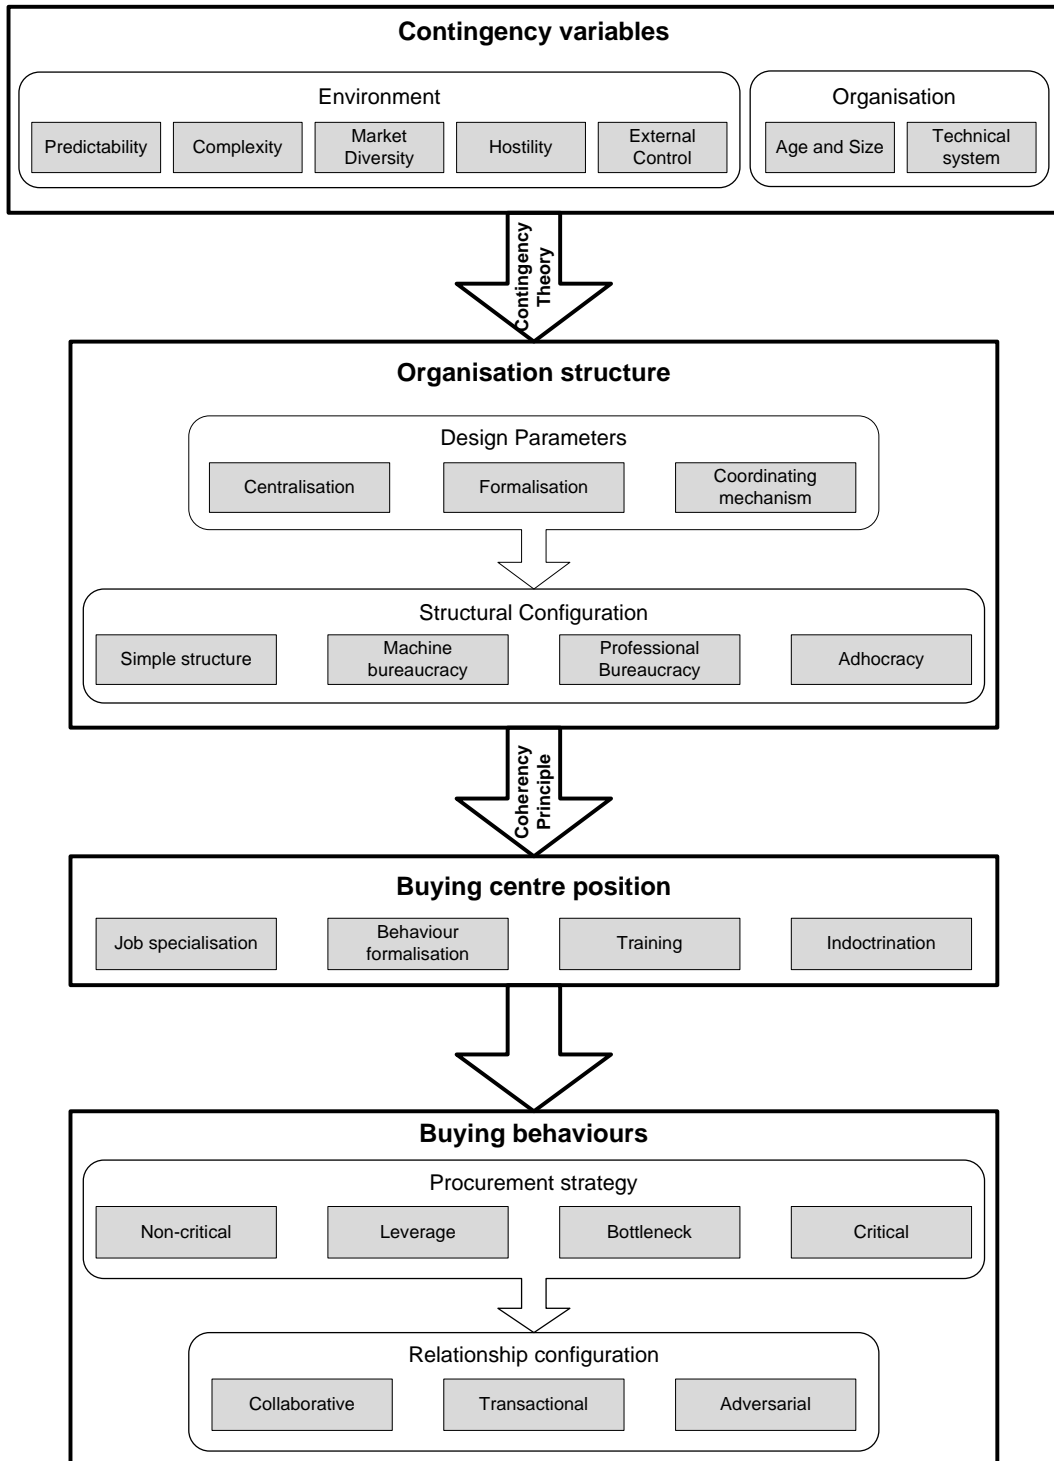 Contingency variables
Environment
Organisation
Predictability
Complexity
Market
Diversity
Hostility
External
Control
Age and Size
Technical
system
Contingency
Theory
Organisation structure
Design Parameters
Centralisation
Formalisation
Coordinating
mechanism
Structural Configuration
Simple structure
Machine
bureaucracy
Professional
Bureaucracy
Adhocracy
Coherency
Principle
Buying centre position
Job specialisation
Behaviour
formalisation
Training
Indoctrination
Buying behaviours
Procurement strategy
Non-critical
Leverage
Bottleneck
Critical
Relationship configuration
Collaborative
Transactional
Adversarial